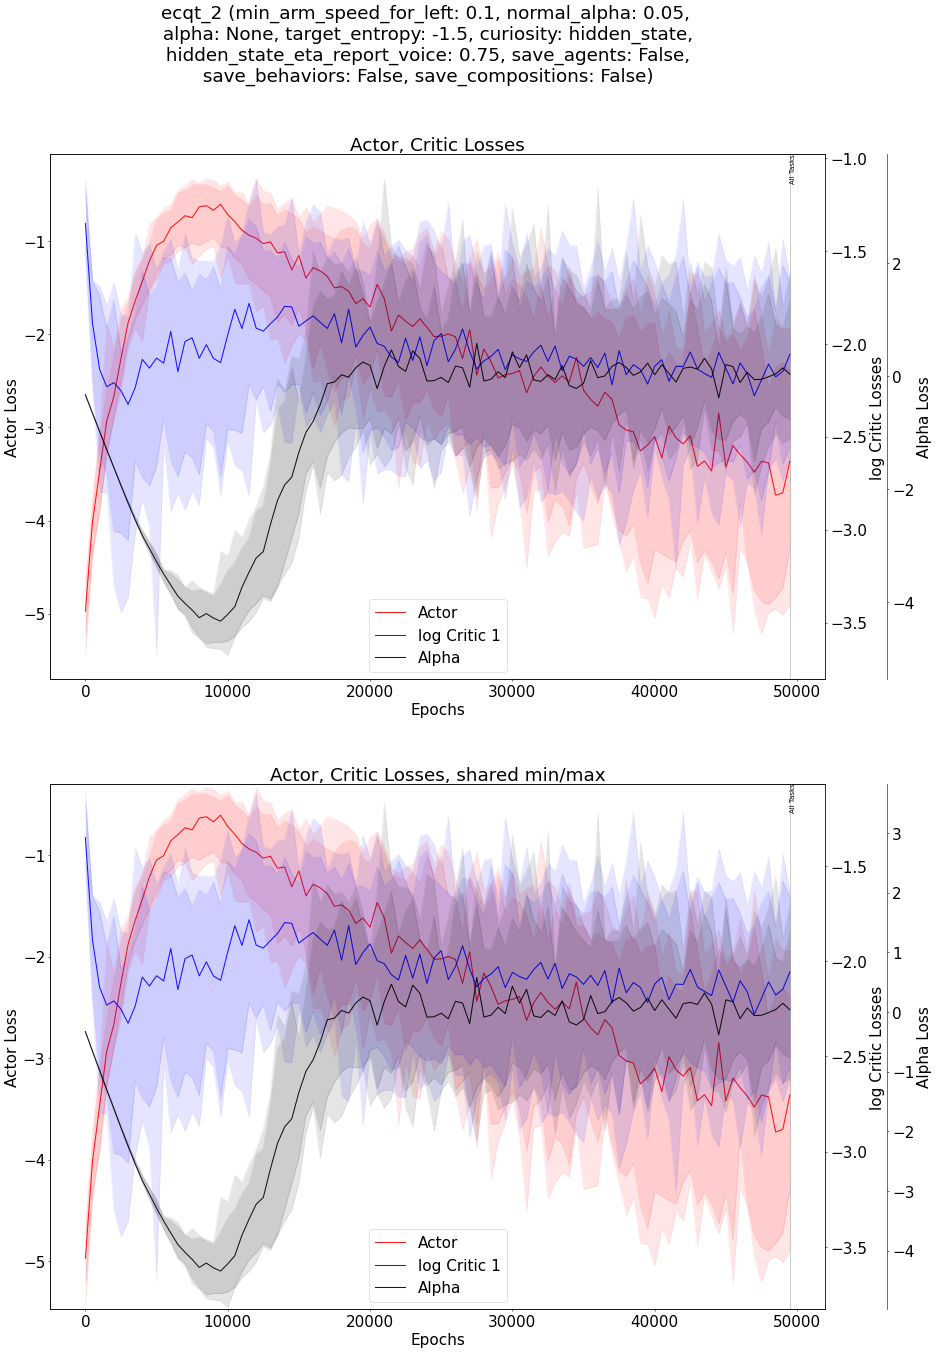 ecqt_2 (min_arm_speed_for_left: 0.1, normal_alpha: 0.05,
alpha: None, target_entropy: -1.5, curiosity: hidden_state,
hidden_state_eta_report_voice: 0.75, save_agents: False,
save_behaviors: False, save_compositions: False)
Actor, Critic Losses
All Tasks
−1
−2
−3
−4
−5
Actor Loss
−1.0
−1.5
−2.0
−2.5
−3.0
−3.5
log Critic Losses
2
0
−2
−4
Alpha Loss
Actor
log Critic 1
Alpha
0 10000 20000 30000 40000 50000
Epochs
Actor, Critic Losses, shared min/max
All Tasks
−1
−2
−3
−4
−5
Actor Loss
−1.5
−2.0
−2.5
−3.0
−3.5
log Critic Losses
3
2
1
0
−1
−2
−3
−4
Alpha Loss
Actor
log Critic 1
Alpha
0 10000 20000 30000 40000 50000
Epochs